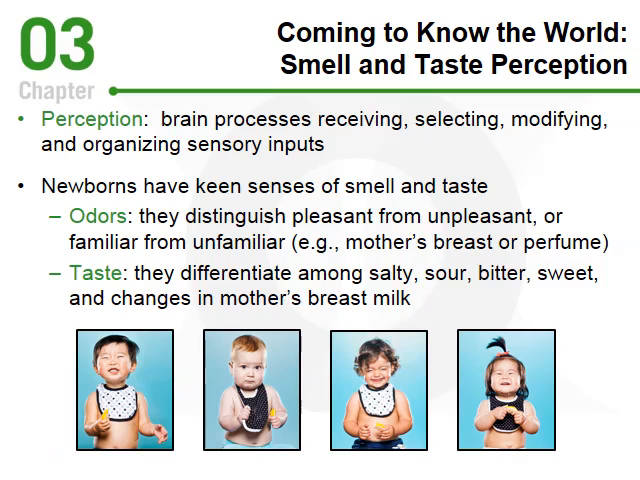 03
Chapter
Coming to Know the World:
Smell and Taste Perception
• Perception:  brain processes receiving, selecting, modifying,
and organizing sensory inputs
• Newborns have keen senses of smell and taste
– Odors: they distinguish pleasant from unpleasant, or
familiar from unfamiliar (e.g., mother’s breast or perfume)
– Taste: they differentiate among salty, sour, bitter, sweet,
and changes in mother’s breast milk